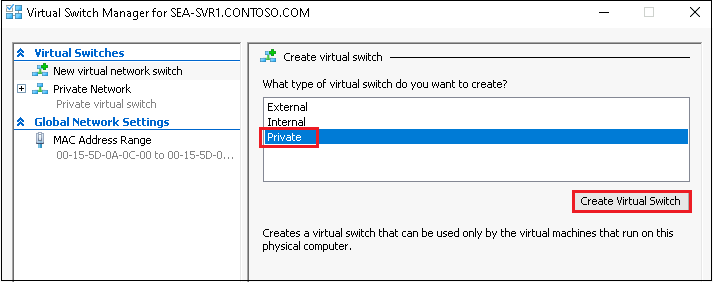 Virtual Switch Manager for SEA-SVR1.CONTOSO.COM
Virtual Switches
New virtual network switch
Private Network
Private virtual switch
Global Network Settings
MAC Address Range
00-15-5D-0A-0C-00 to 00-15-5D-0...
Create virtual switch
What type of virtual switch do you want to create?
External
Internal
Private
Create Virtual Switch
Creates a virtual switch that can be used only by the virtual machines that run on this
physical computer.